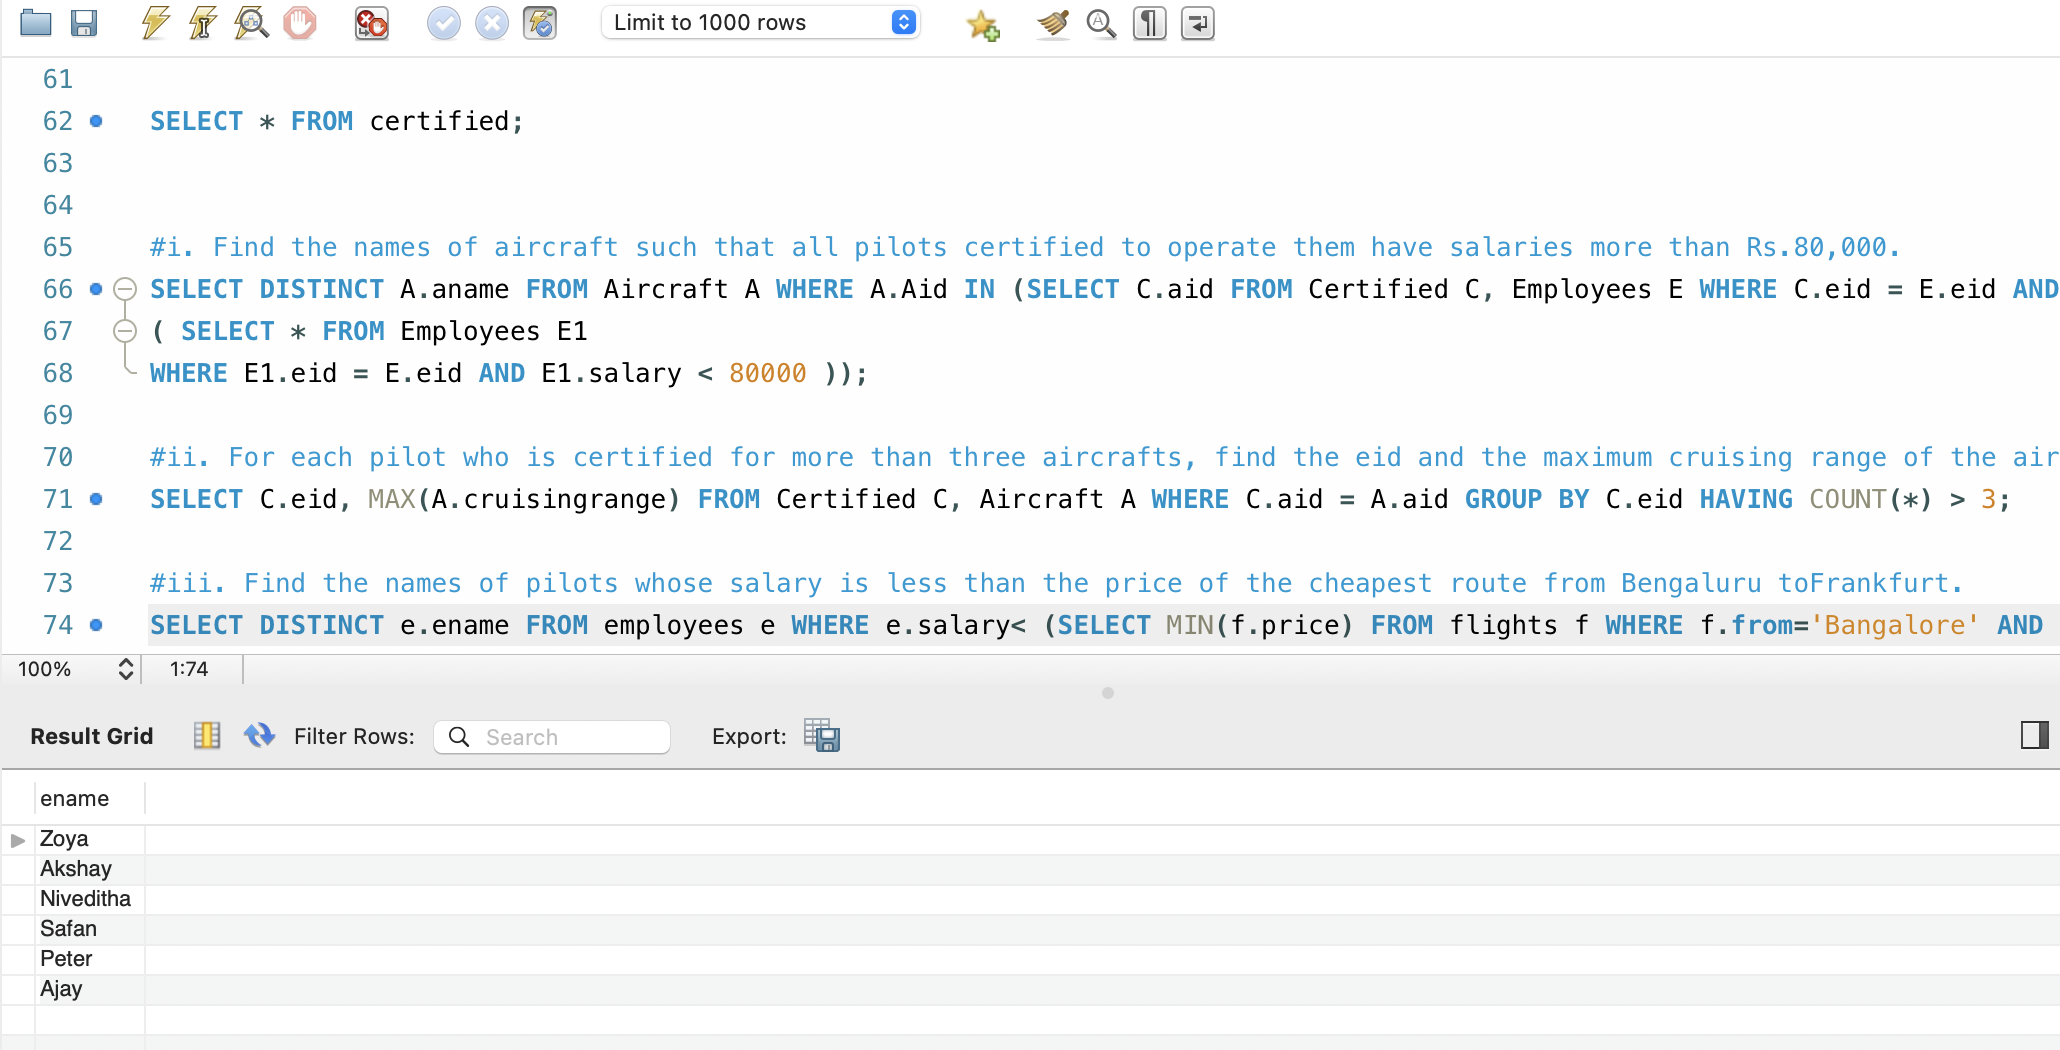 Limit to 1000 rows
61
62 SELECT * FROM certified;
63
64
65 #i. Find the names of aircraft such that all pilots certified to operate them have salaries more than Rs.80,000.
66 SELECT DISTINCT A.aname FROM Aircraft A WHERE A.Aid IN (SELECT C.aid FROM Certified C, Employees E WHERE C.eid = E.eid AND
67 ( SELECT * FROM Employees E1
68 WHERE E1.eid = E.eid AND E1.salary < 80000 ));
69
70 #ii. For each pilot who is certified for more than three aircrafts, find the eid and the maximum cruising range of the air
71 SELECT C.eid, MAX(A.cruisingrange) FROM Certified C, Aircraft A WHERE C.aid = A.aid GROUP BY C.eid HAVING COUNT(*) > 3;
72
73 #iii. Find the names of pilots whose salary is less than the price of the cheapest route from Bengaluru toFrankfurt.
74 SELECT DISTINCT e.ename FROM employees e WHERE e.salary< (SELECT MIN(f.price) FROM flights f WHERE f.from='Bangalore' AND
100% 1:74
Result Grid Filter Rows: Search Export:
ename
Zoya
Akshay
Niveditha
Safan
Peter
Ajay